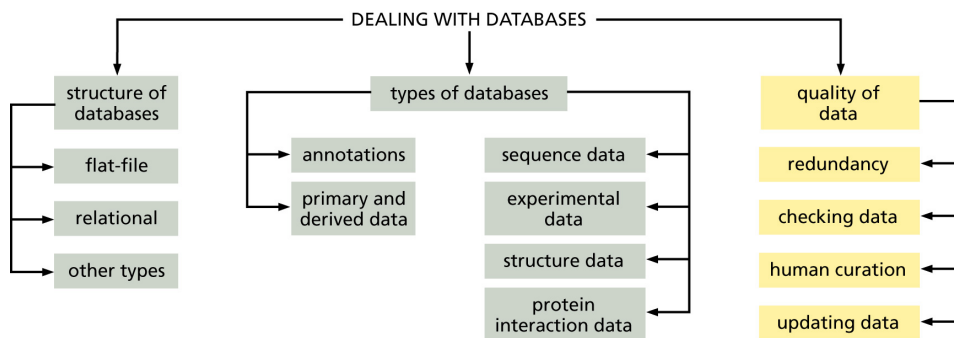 DEALING WITH DATABASES
structure of
databases
flat-file
relational
other types
types of databases
annotations
primary and
derived data
sequence data
experimental
data
structure data
protein
interaction data
quality of
data
redundancy
checking data
human curation
updating data